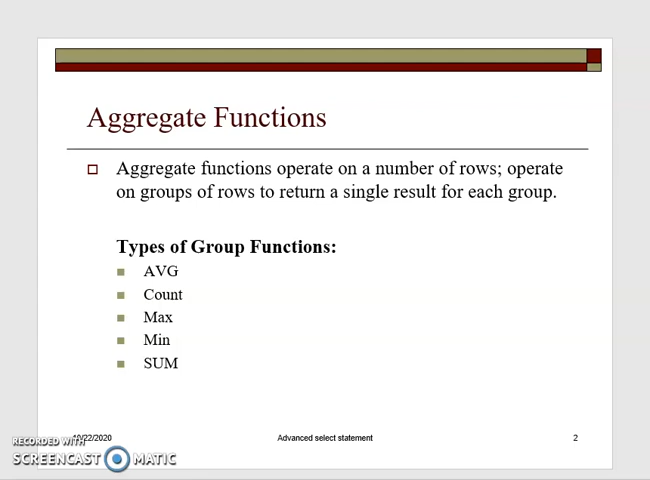 Aggregate Functions
Aggregate functions operate on a number of rows; operate
on groups of rows to return a single result for each group.
Types of Group Functions:
AVG
Count
Max
Min
SUM
/22/2020
Advanced select statement
2
RECORDED WITH
SCREENCAST MATIC